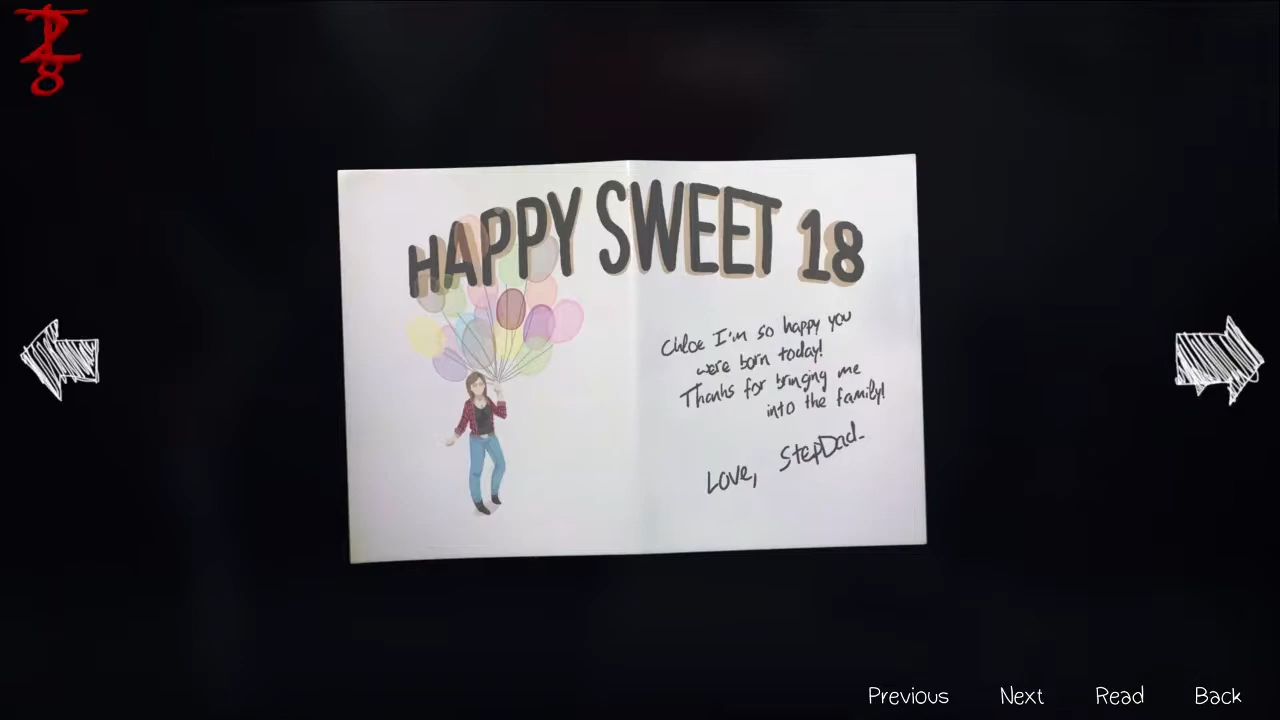 HAPPY SWEET 18
Chloe I'm so happy you
were born today!
Thanks for bringing me
into the family!
Love, StepDad-
Previous Next Read Back